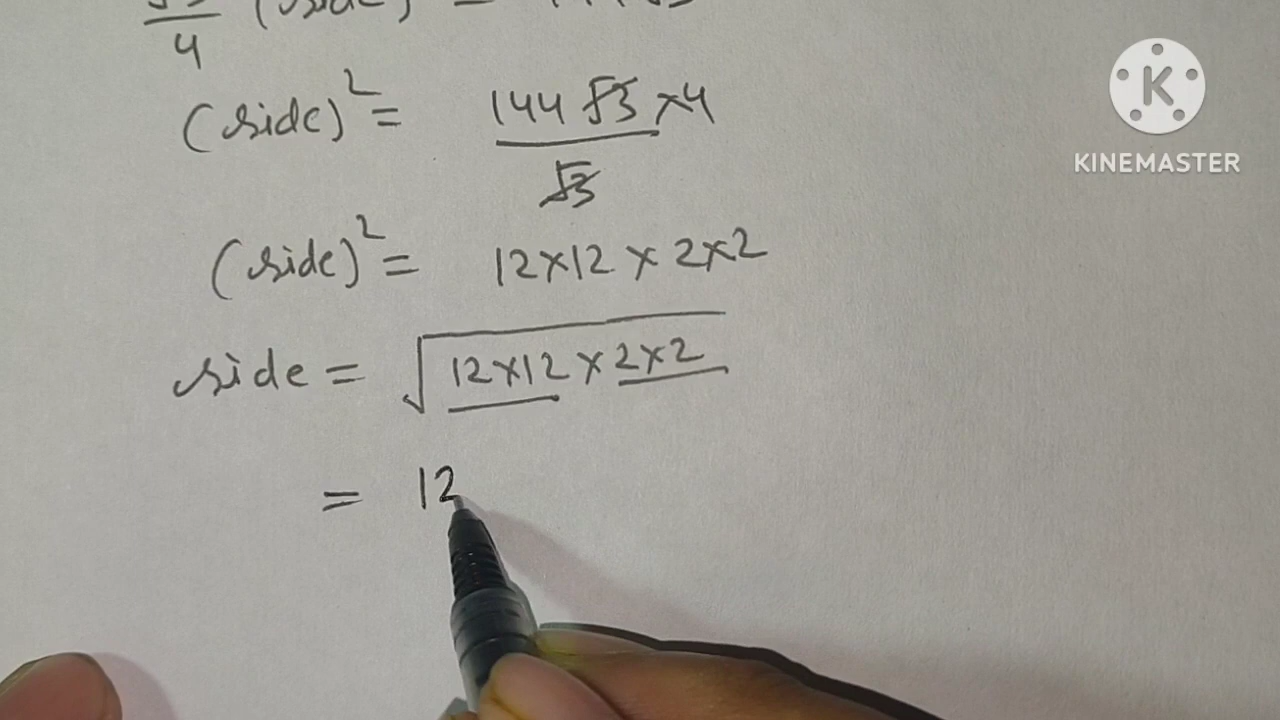 4
(side)² = 144 √3 × 4
√3
(side)² = 12 × 12 × 2 × 2
side = √12 × 12 × 2 × 2
= 12
KINEMASTER